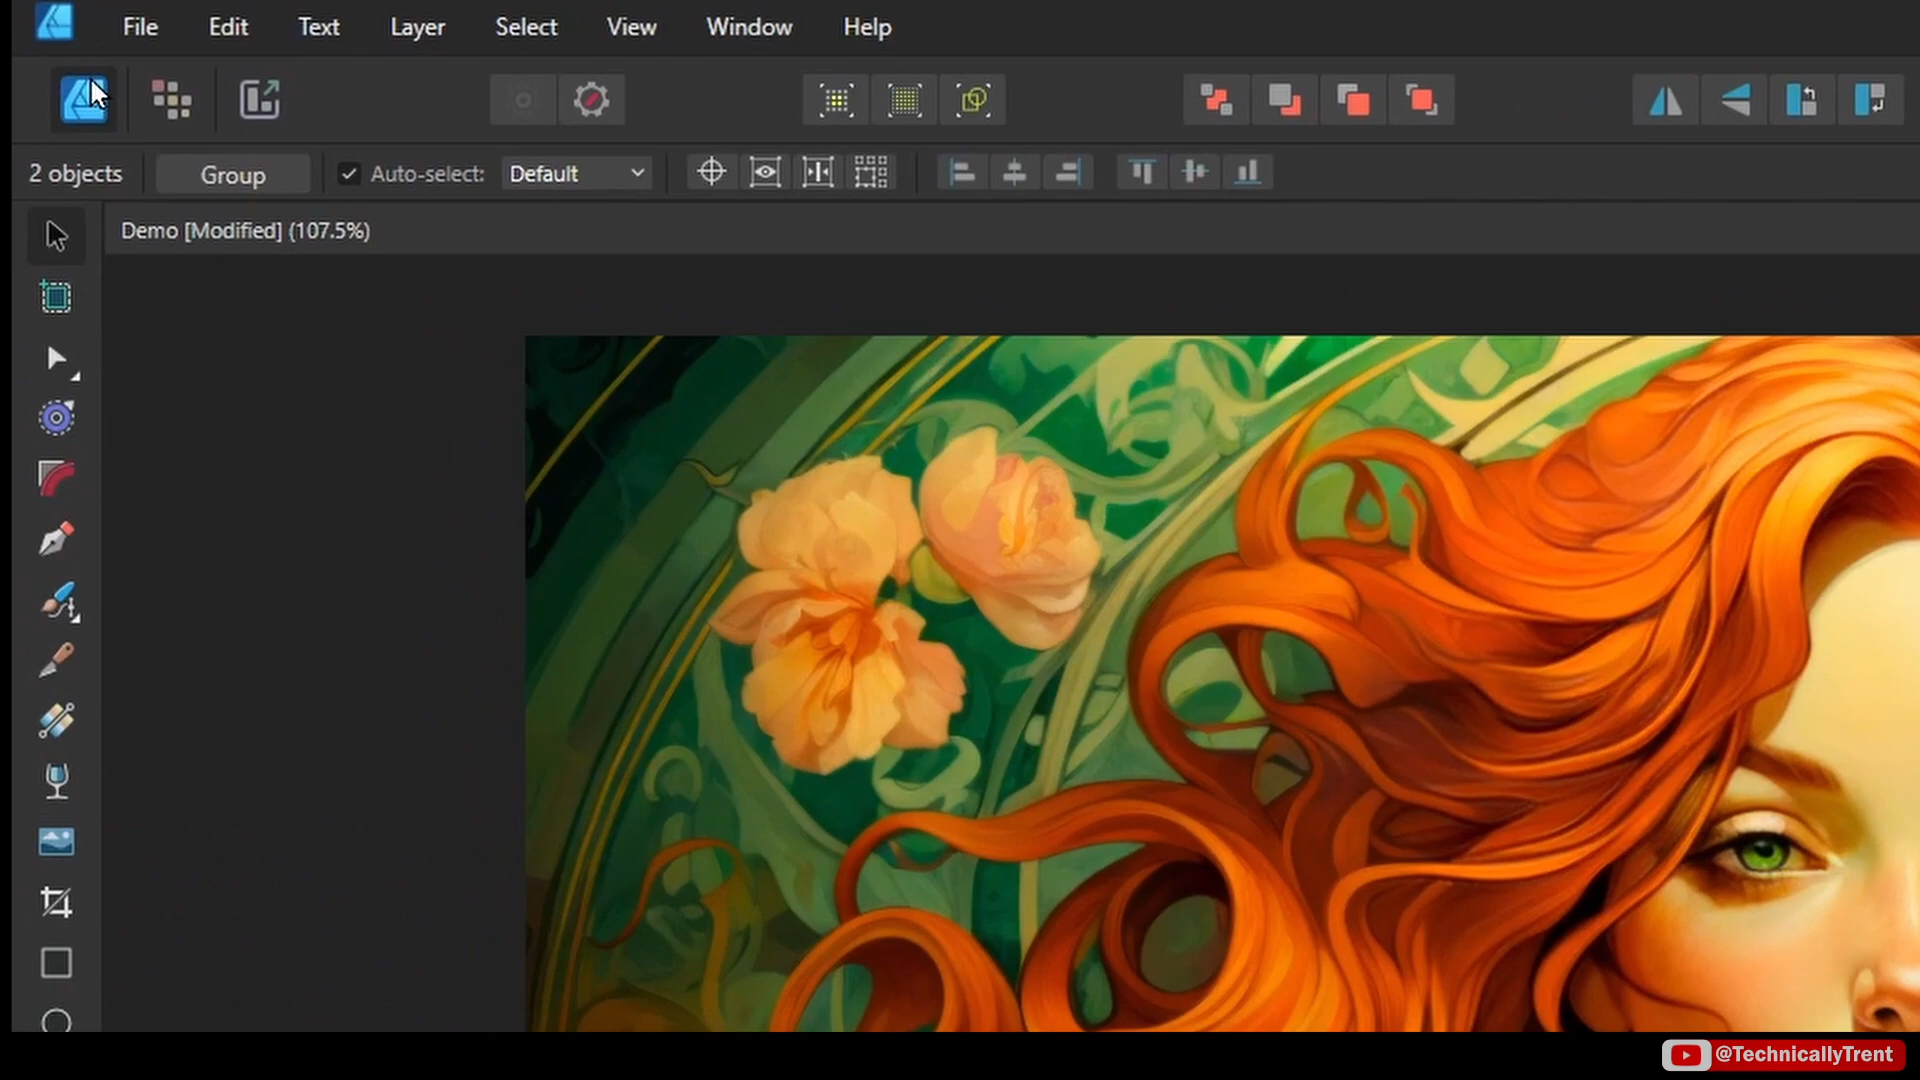 File Edit Text Layer Select View Window Help
2 objects Group Auto-select: Default
Demo [Modified] (107.5%)
@TechnicallyTrent